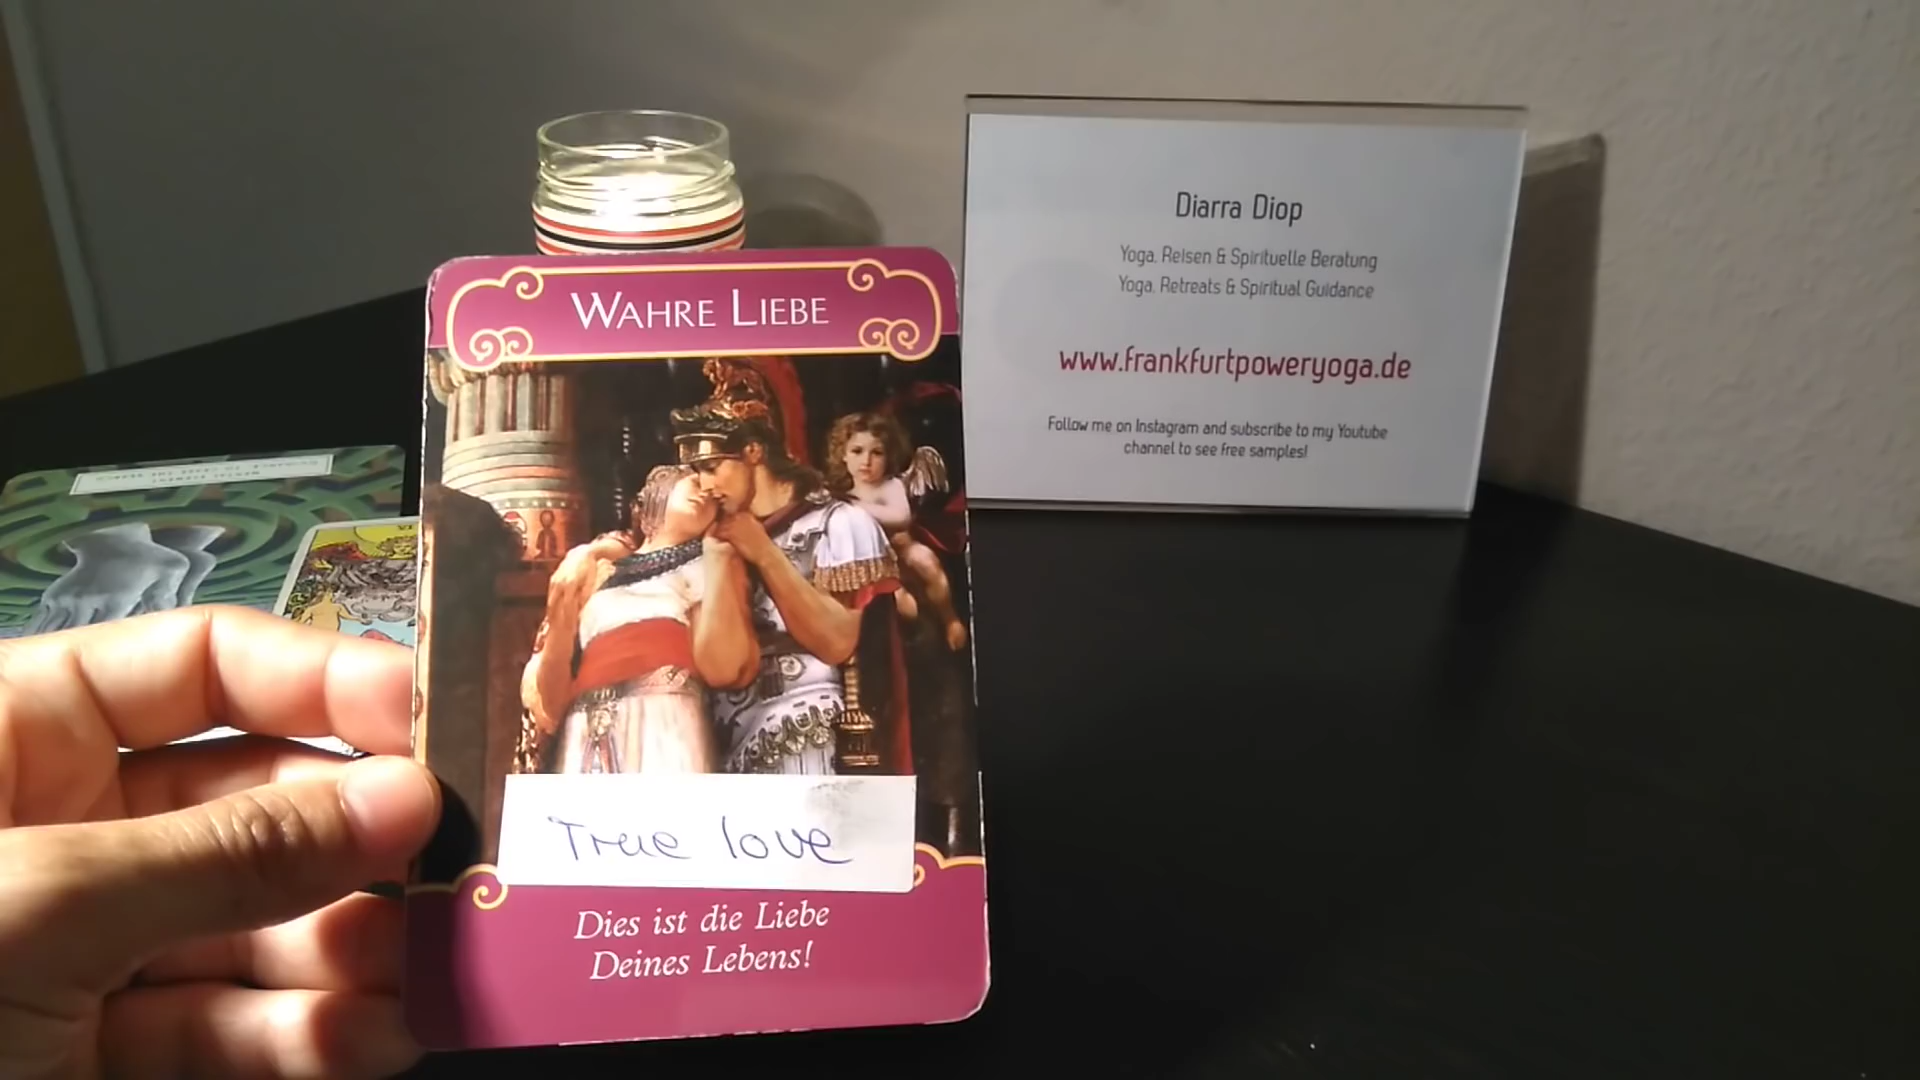 Wahre Liebe
True love
Dies ist die Liebe
Deines Lebens!
Diarra Diop
Yoga, Reisen & Spirituelle Beratung
Yoga, Retreats & Spiritual Guidance
www.frankfurtpoweryoga.de
Follow me on Instagram and subscribe to my Youtube
channel to see free samples!